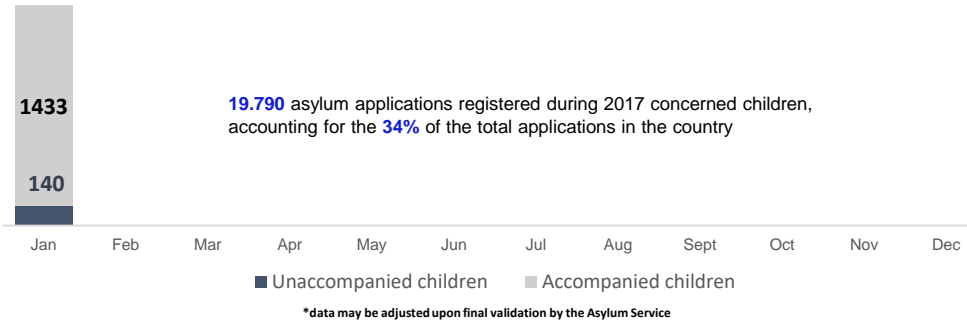 1433
19.790 asylum applications registered during 2017 concerned children,
accounting for the 34% of the total applications in the country
140
Jan Feb Mar Apr May Jun Jul Aug Sept Oct Nov Dec
Unaccompanied children Accompanied children
*data may be adjusted upon final validation by the Asylum Service